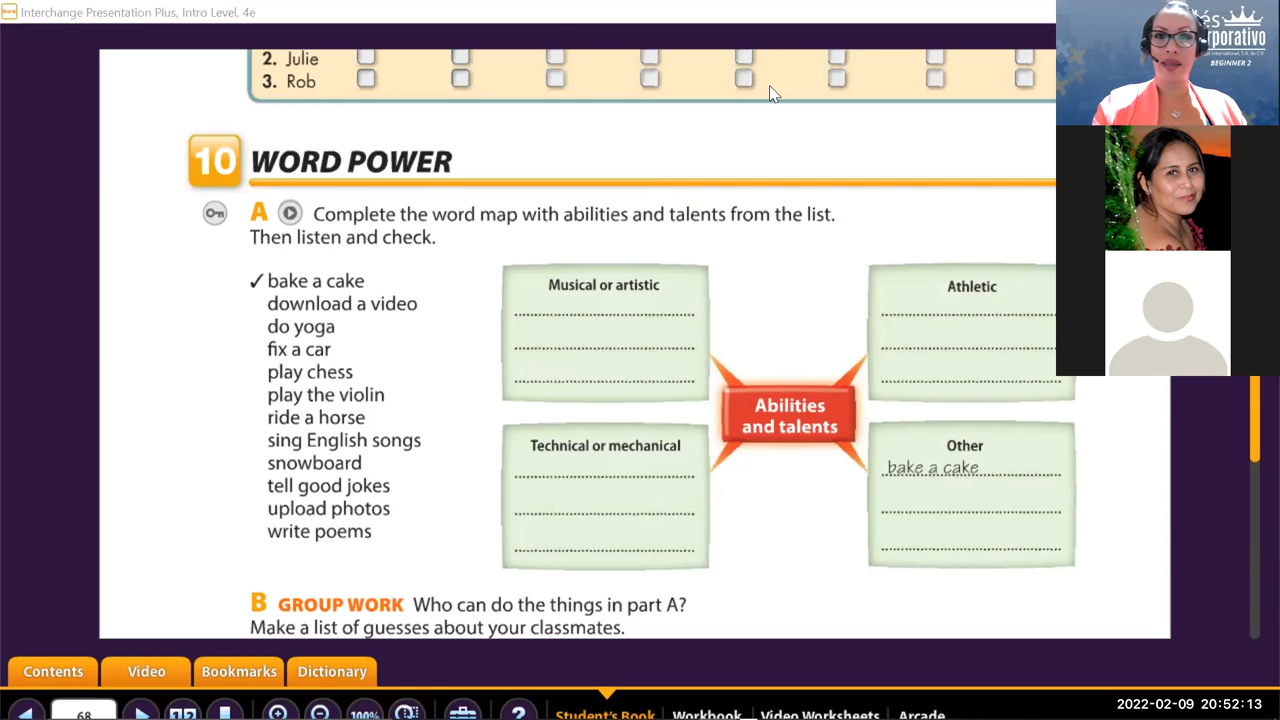 Interchange Presentation Plus, Intro Level, 4e
2. Julie
3. Rob
10 WORD POWER
A Complete the word map with abilities and talents from the list.
Then listen and check.
✓ bake a cake
download a video
do yoga
fix a car
play chess
play the violin
ride a horse
sing English songs
snowboard
tell good jokes
upload photos
write poems
Musical or artistic
Athletic
Abilities
and talents
Technical or mechanical
Other
bake a cake
B GROUP WORK Who can do the things in part A?
Make a list of guesses about your classmates.
Contents Video Bookmarks Dictionary
68
100%
?
Student's Book Workbook Video Worksheets Arcade
BEGINNER 2
2022-02-09 20:52:13